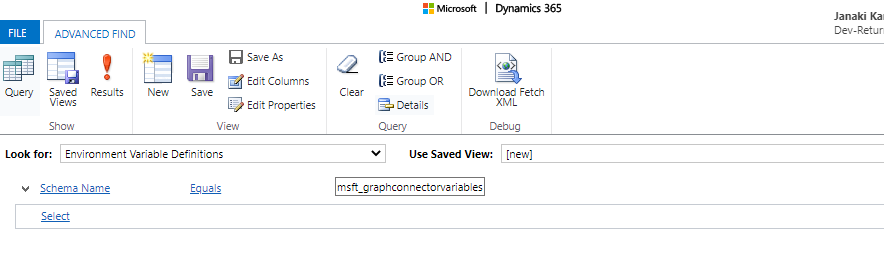 Microsoft | Dynamics 365
Janaki Ka
Dev-Retur
FILE
ADVANCED FIND
Query
Saved Views
Results
New
Save
Save As
Edit Columns
Edit Properties
Clear
Group AND
Group OR
Details
Download Fetch XML
Show
View
Query
Debug
Look for: Environment Variable Definitions
Use Saved View: [new]
Schema Name Equals msft_graphconnectorvariables
Select